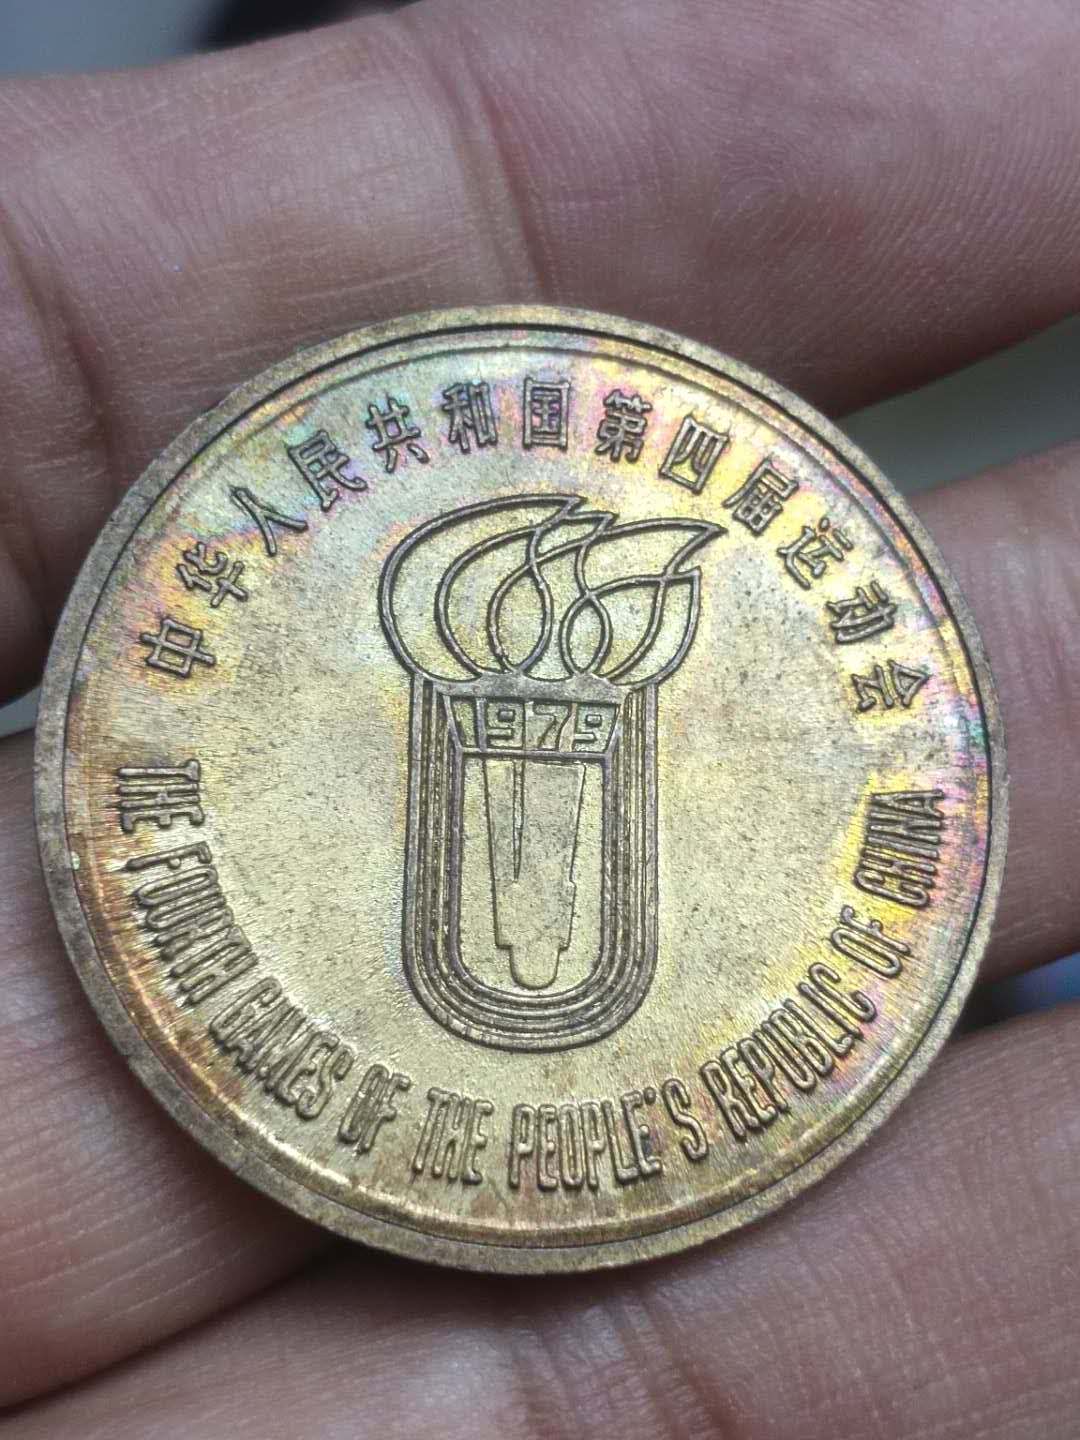 中华人民共和国第四届运动会
1979
THE FOURTH GAMES OF THE PEOPLE'S REPUBLIC OF CHINA